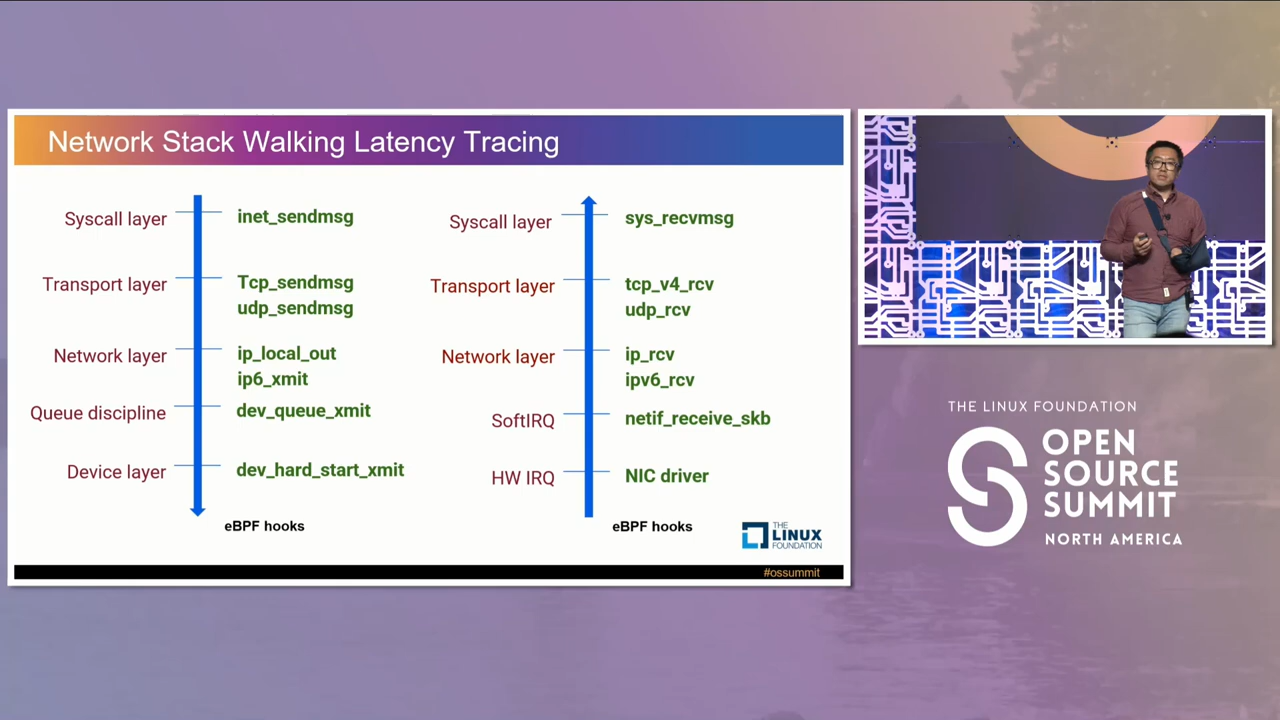 Network Stack Walking Latency Tracing
Syscall layer
inet_sendmsg
Transport layer
Tcp_sendmsg
udp_sendmsg
Network layer
ip_local_out
ip6_xmit
Queue discipline
dev_queue_xmit
Device layer
dev_hard_start_xmit
eBPF hooks
Syscall layer
sys_recvmsg
Transport layer
tcp_v4_rcv
udp_rcv
Network layer
ip_rcv
ipv6_rcv
SoftIRQ
netif_receive_skb
HW IRQ
NIC driver
eBPF hooks
THE
LINUX
FOUNDATION
#ossummit
THE LINUX FOUNDATION
OPEN
SOURCE
SUMMIT
NORTH AMERICA